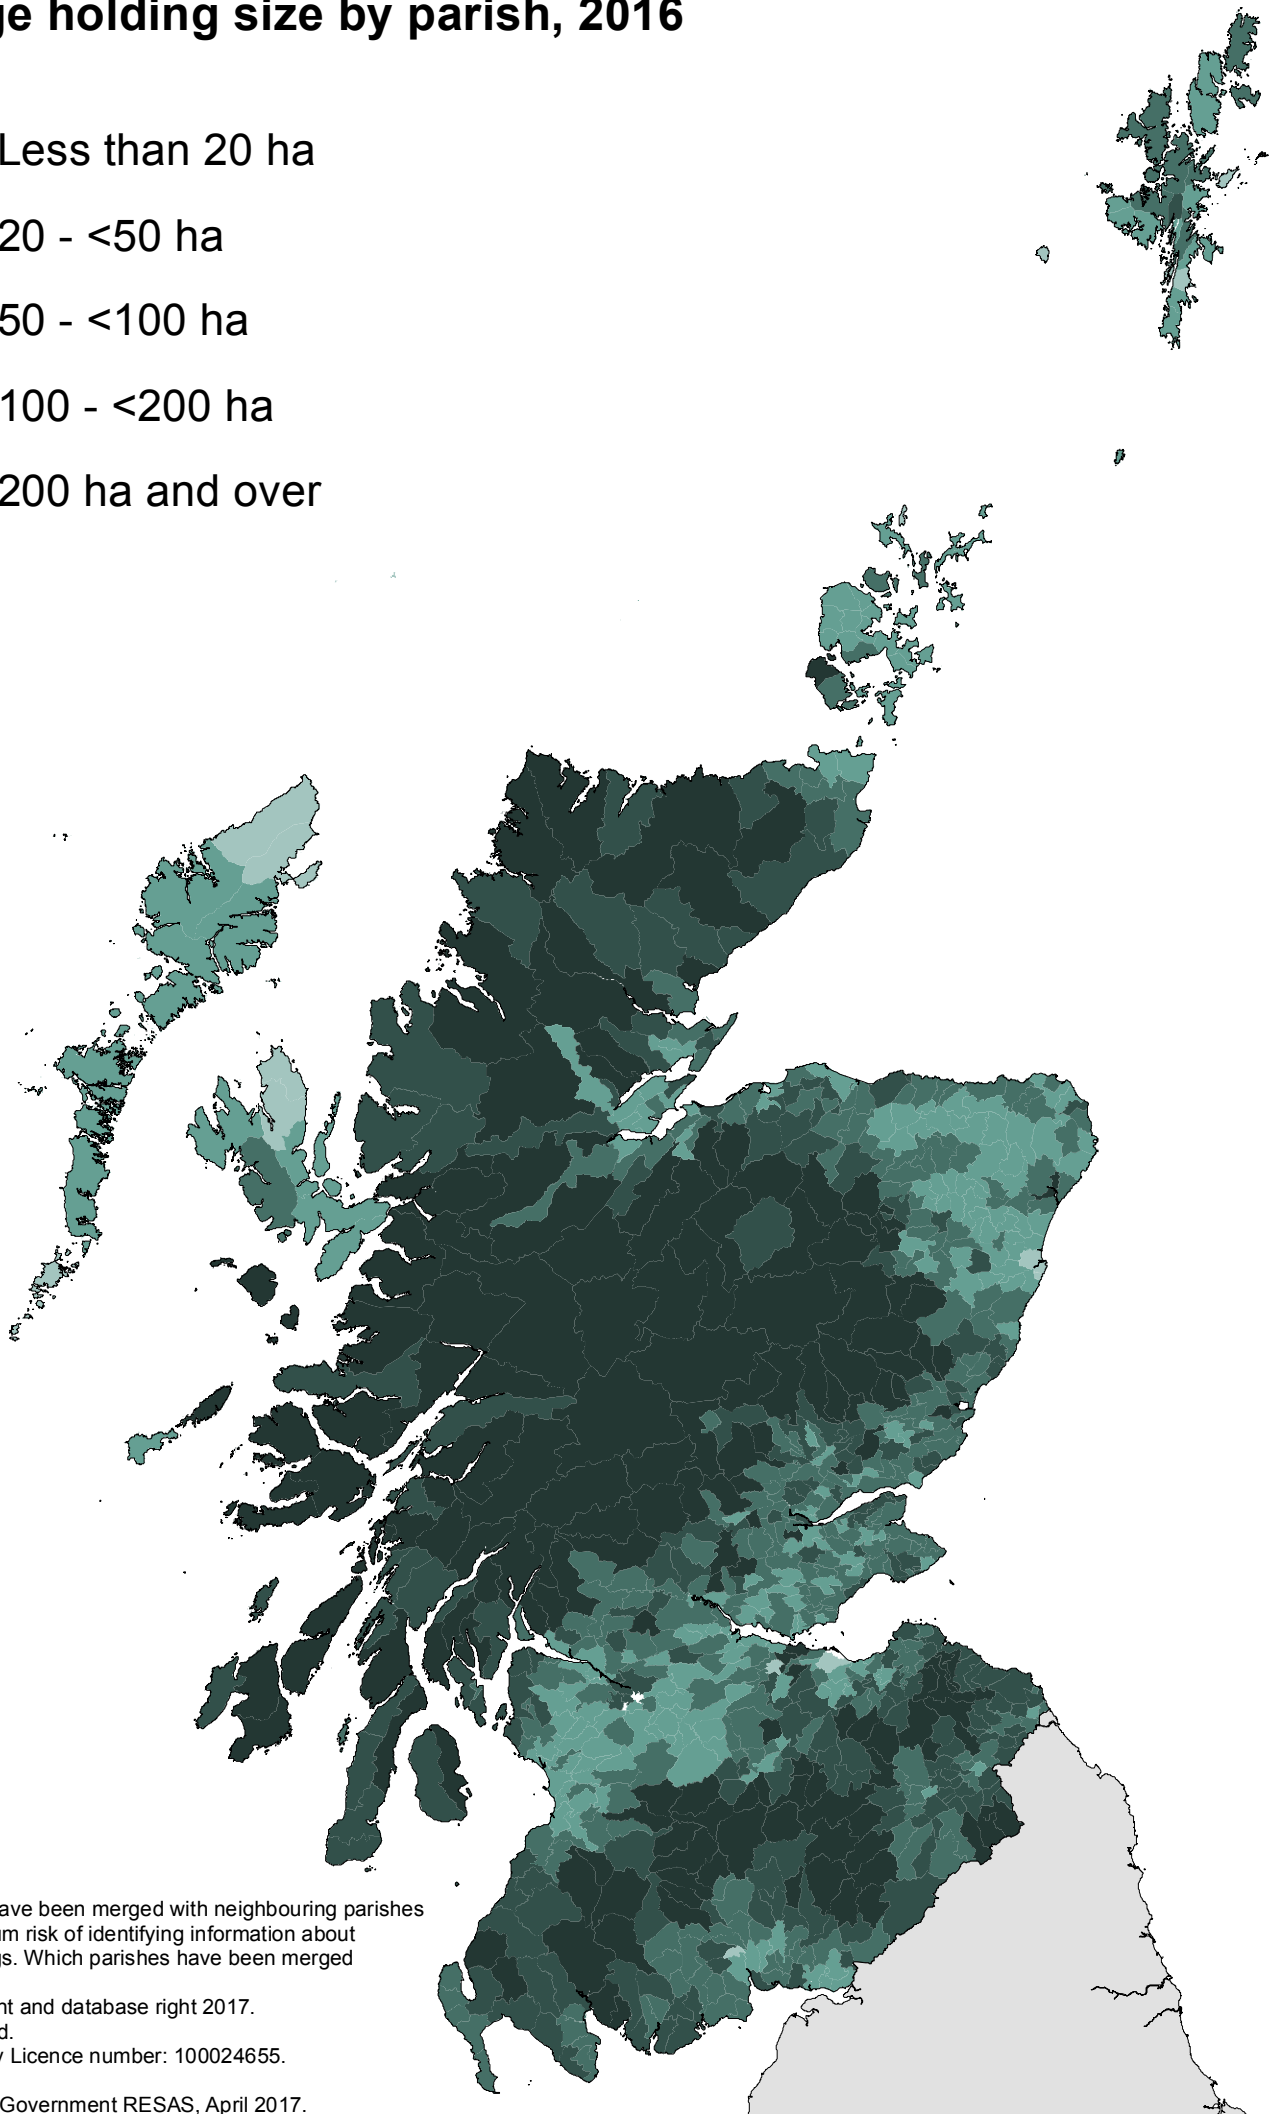 ge holding size by parish, 2016
Less than 20 ha
20 - <50 ha
50 - <100 ha
100 - <200 ha
200 ha and over
ave been merged with neighbouring parishes
m risk of identifying information about
s. Which parishes have been merged
nt and database right 2017.
d.
y Licence number: 100024655.
Government RESAS, April 2017.